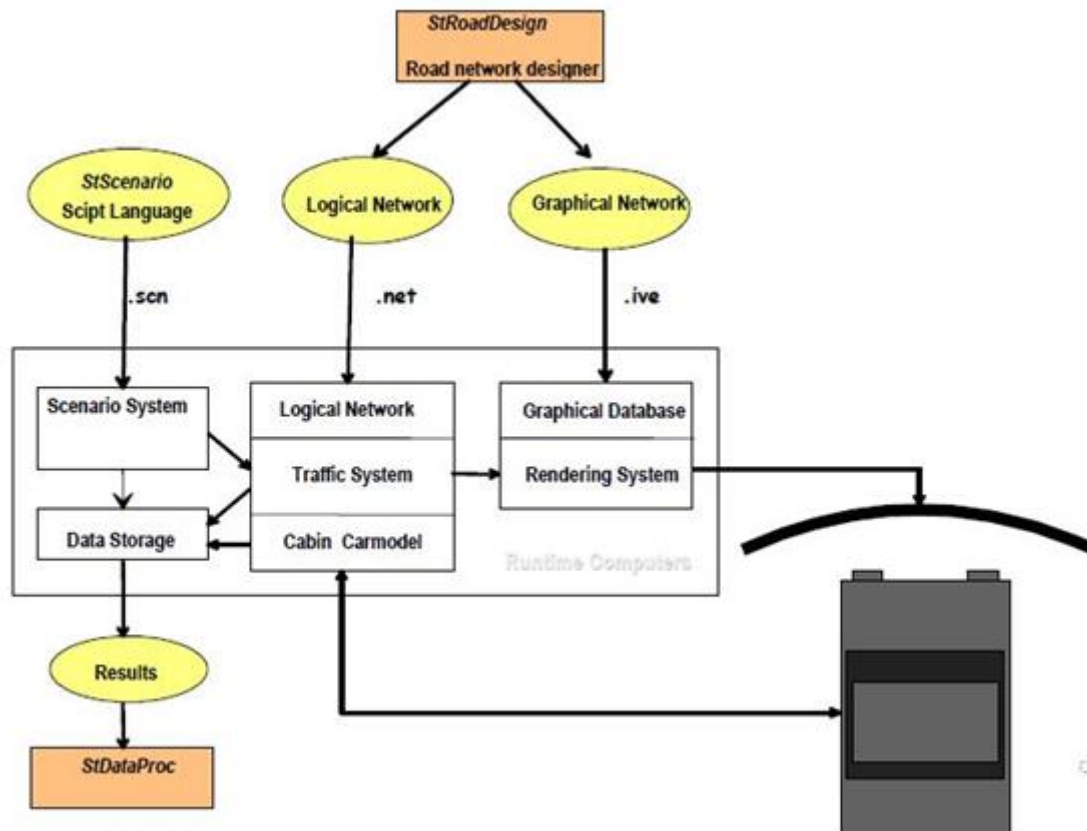 StRoadDesign
Road network designer
StScenario
Scipt Language
Logical Network
Graphical Network
.scn
.net
.ive
Scenario System
Logical Network
Graphical Database
Traffic System
Rendering System
Data Storage
Cabin Carmodel
Runtime Computers
Results
StDataProc